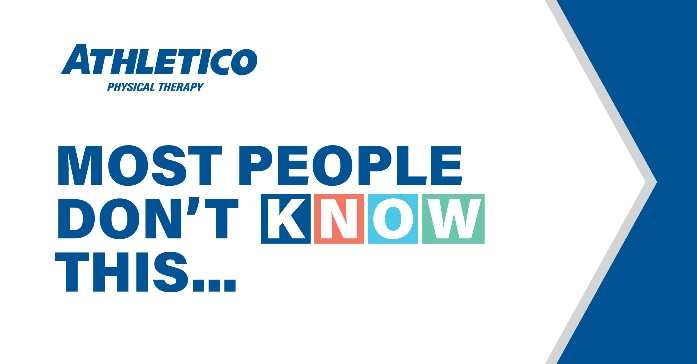 ATHLETICO
PHYSICAL THERAPY
MOST PEOPLE
DON’T KNOW
THIS...